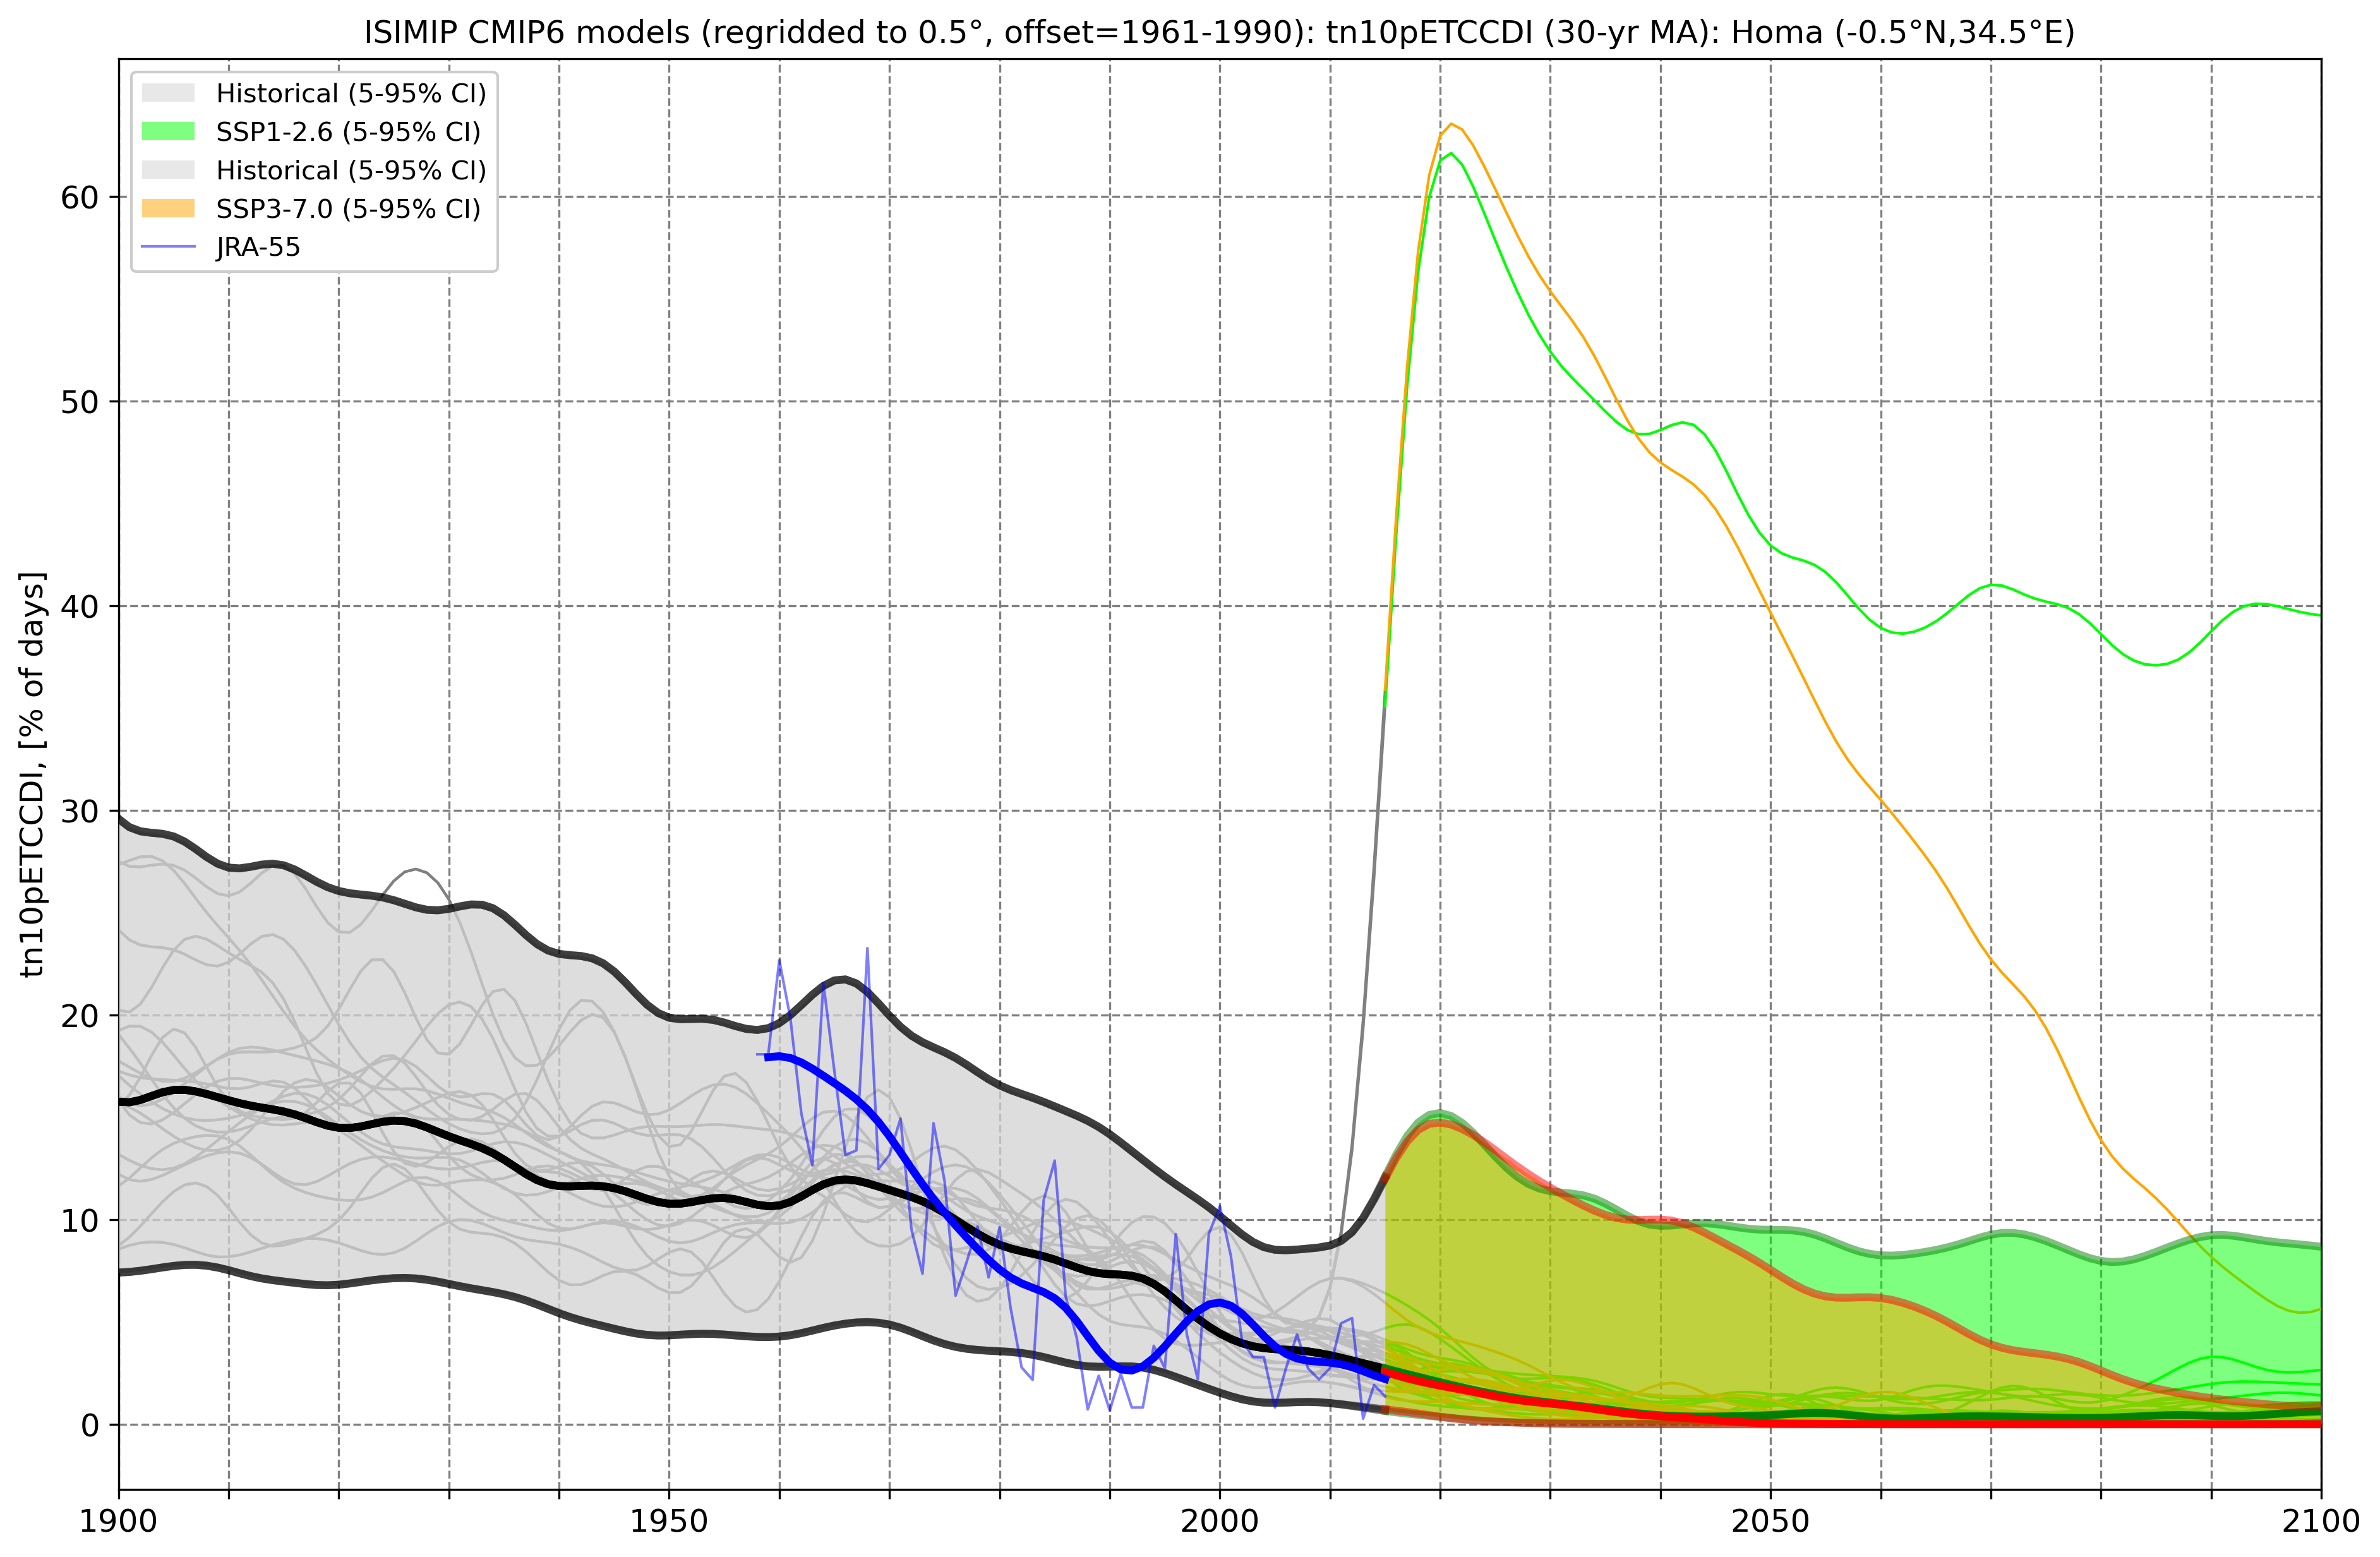 ISIMIP CMIP6 models (regridded to 0.5°, offset=1961-1990): tn10pETCCDI (30-yr MA): Homa (-0.5°N,34.5°E)
Historical (5-95% CI)
SSP1-2.6 (5-95% CI)
Historical (5-95% CI)
SSP3-7.0 (5-95% CI)
JRA-55
tn10pETCCDI, [% of days]
60
50
40
30
20
10
0
1900
1950
2000
2050
2100